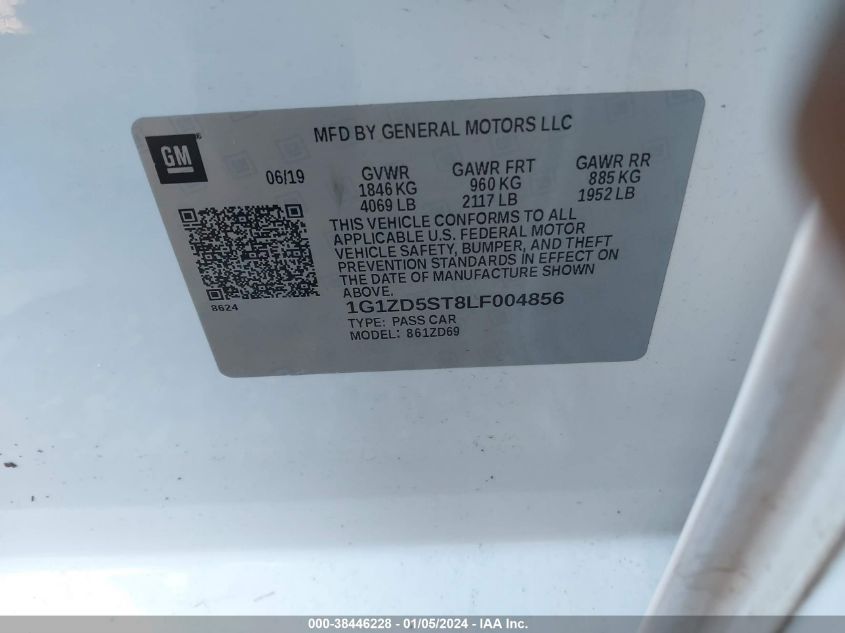 MFD BY GENERAL MOTORS LLC
GM
06/19
GVWR GAWR FRT GAWR RR
1846 KG 960 KG 885 KG
4069 LB 2117 LB 1952 LB
THIS VEHICLE CONFORMS TO ALL
APPLICABLE U.S. FEDERAL MOTOR
VEHICLE SAFETY, BUMPER, AND THEFT
PREVENTION STANDARDS IN EFFECT ON
THE DATE OF MANUFACTURE SHOWN
ABOVE.
8624
1G1ZD5ST8LF004856
TYPE: PASS CAR
MODEL: 861ZD69
000-38446228 - 01/05/2024 - IAA Inc.